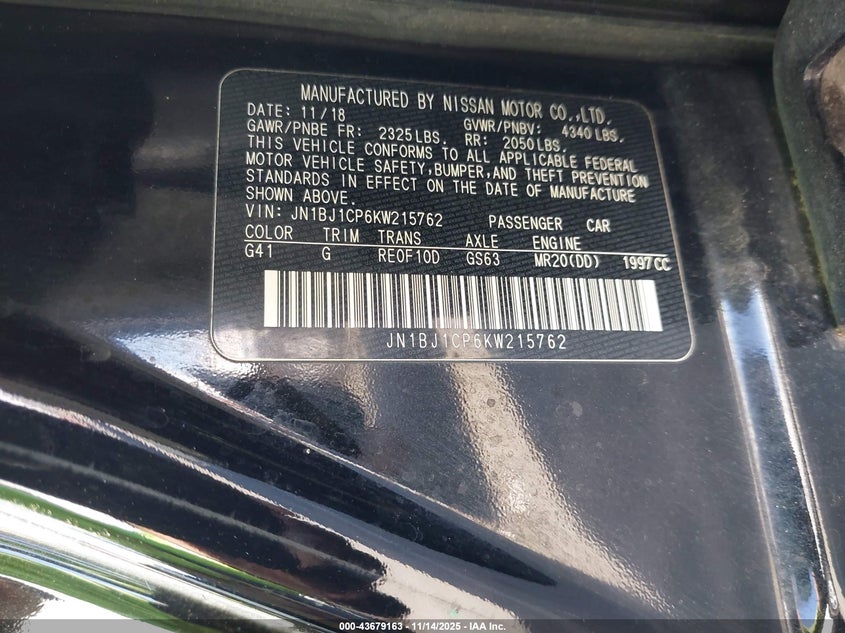 MANUFACTURED BY NISSAN MOTOR CO.,LTD.
DATE: 11/18 GVWR/PNBV: 4340 LBS.
GAWR/PNBE FR: 2325 LBS. RR: 2050 LBS.
THIS VEHICLE CONFORMS TO ALL APPLICABLE FEDERAL
MOTOR VEHICLE SAFETY, BUMPER, AND THEFT PREVENTION
STANDARDS IN EFFECT ON THE DATE OF MANUFACTURE
SHOWN ABOVE.
VIN: JN1BJ1CP6KW215762 PASSENGER CAR
COLOR TRIM TRANS AXLE ENGINE
G41 G RE0F10D GS63 MR20(DD) 1997CC
JN1BJ1CP6KW215762
000-43679163 - 11/14/2025 - IAA Inc.